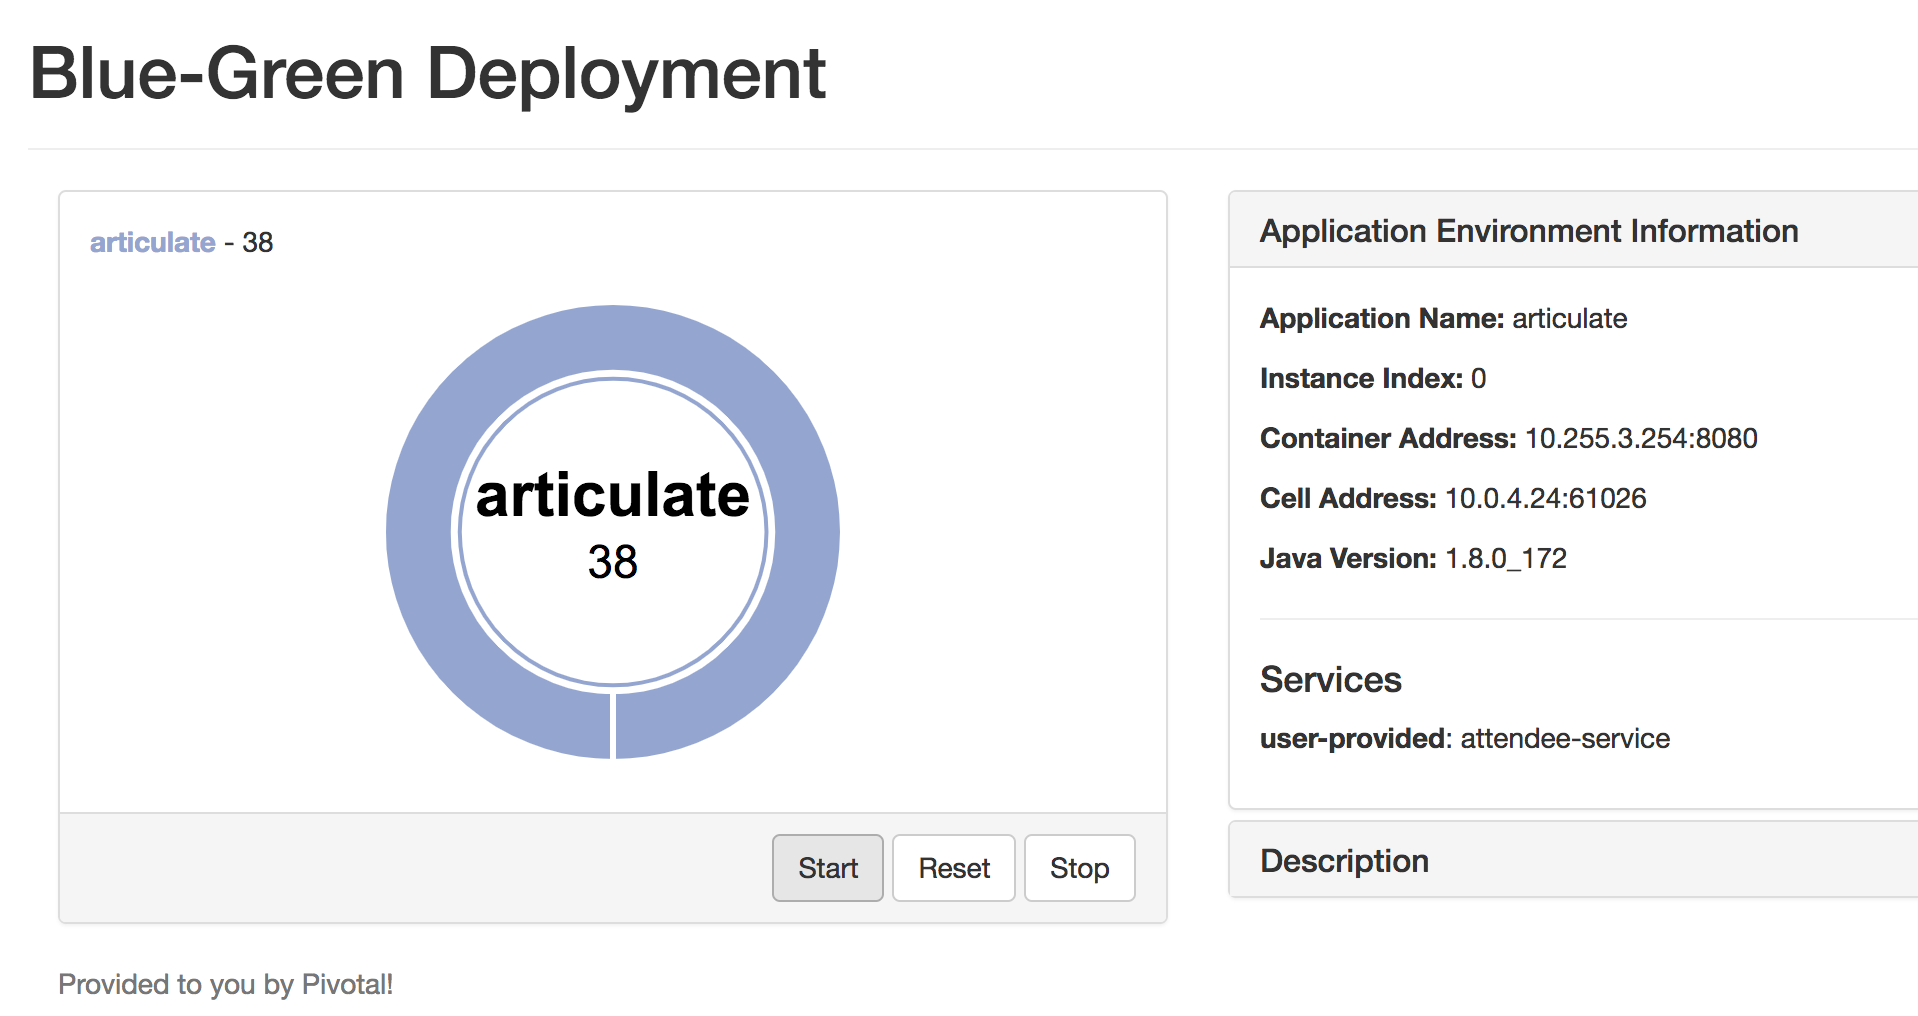 Blue-Green Deployment
articulate - 38
articulate
38
Start
Reset
Stop
Application Environment Information
Application Name: articulate
Instance Index: 0
Container Address: 10.255.3.254:8080
Cell Address: 10.0.4.24:61026
Java Version: 1.8.0_172
Services
user-provided: attendee-service
Description
Provided to you by Pivotal!